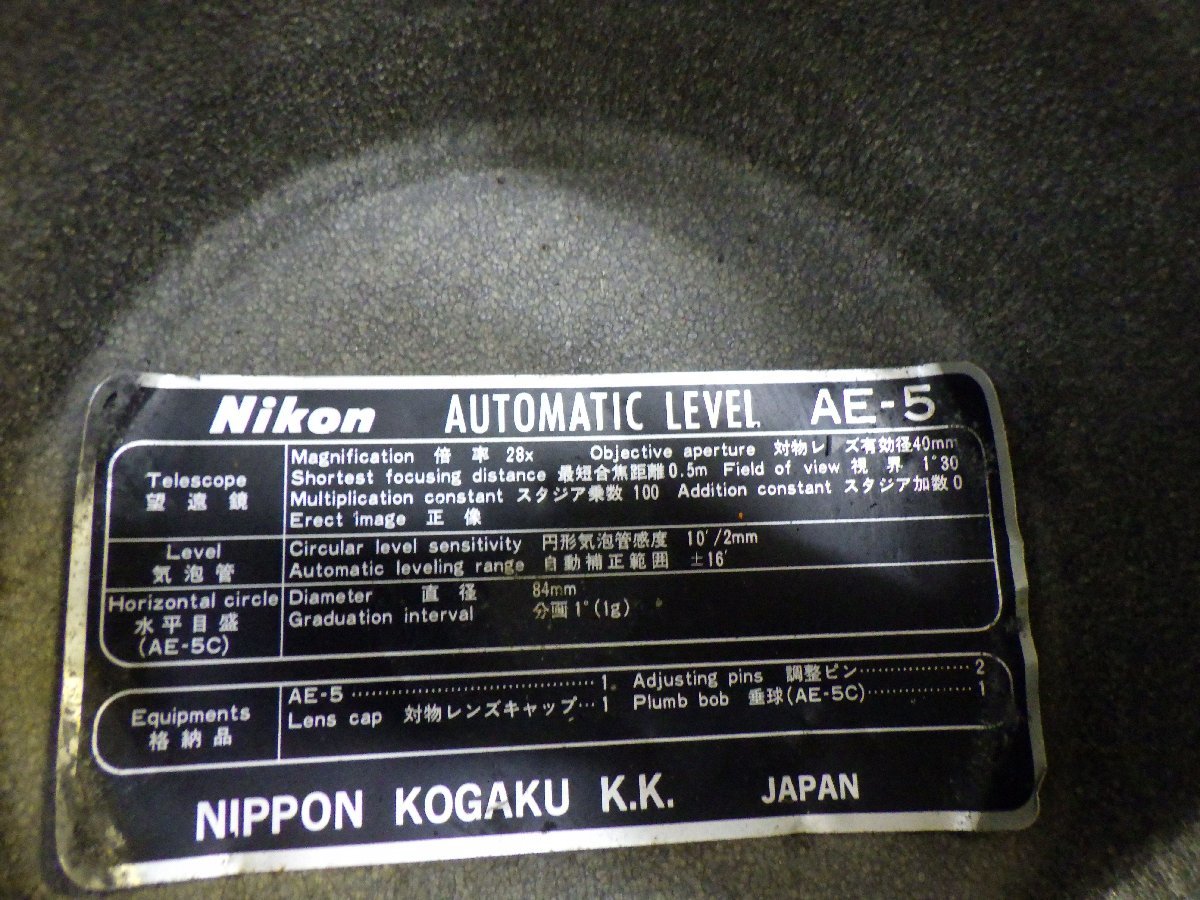 Nikon AUTOMATIC LEVEL AE-5
Telescope
望遠鏡
Magnification 倍率 28x Objective aperture 対物レンズ有効径40mm
Shortest focusing distance 最短合焦距離0.5m Field of view 視界 1°30
Multiplication constant スタジア乗数 100 Addition constant スタジア加数 0
Erect image 正像
Level
気泡管
Circular level sensitivity 円形気泡管感度 10′/2mm
Automatic leveling range 自動補正範囲 ±16′
Horizontal circle
水平目盛
(AE-5C)
Diameter 直径 84mm
Graduation interval 分画1°(1g)
Equipments
格納品
AE-5 ································ 1 Adjusting pins 調整ピン ················ 2
Lens cap 対物レンズキャップ ··· 1 Plumb bob 垂球(AE-5C) ················ 1
NIPPON KOGAKU K.K. JAPAN